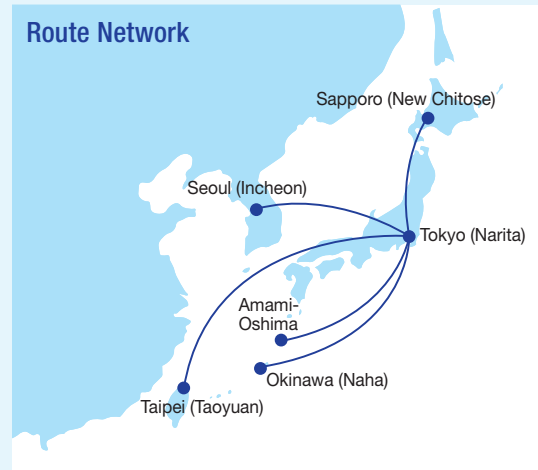 Route Network
Sapporo (New Chitose)
Seoul (Incheon)
Tokyo (Narita)
Amami-
Oshima
Okinawa (Naha)
Taipei (Taoyuan)